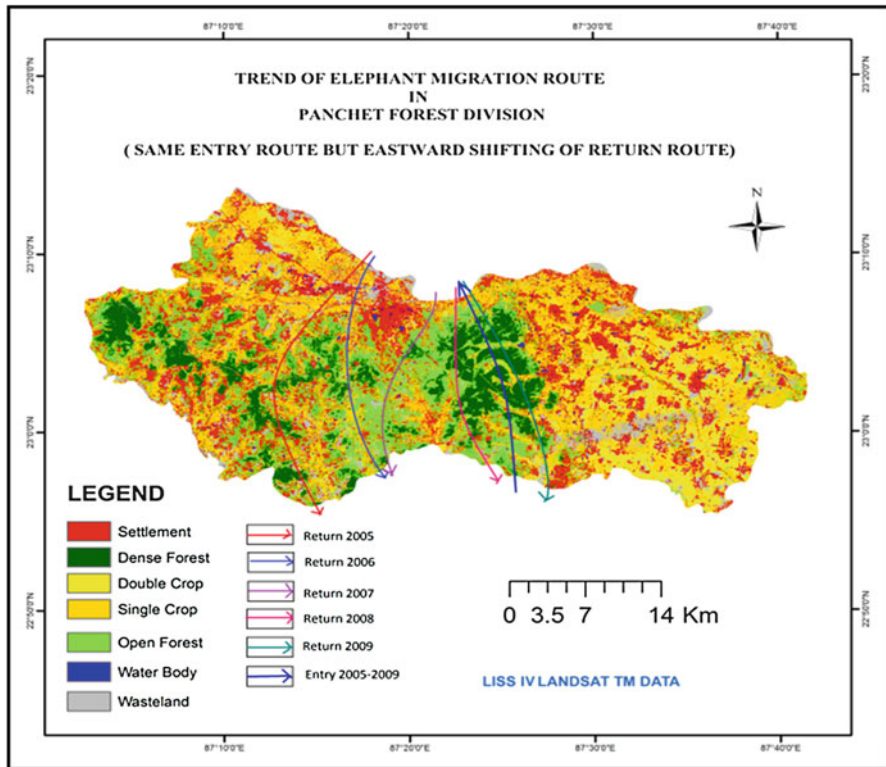 87°10'0"E 87°20'0"E 87°30'0"E 87°40'0"E
23°20'0"N 23°20'0"N
TREND OF ELEPHANT MIGRATION ROUTE
IN
PANCHET FOREST DIVISION
( SAME ENTRY ROUTE BUT EASTWARD SHIFTING OF RETURN ROUTE)
N
23°10'0"N 23°10'0"N
23°0'0"N 23°0'0"N
LEGEND
Settlement
Dense Forest
Double Crop
Single Crop
Open Forest
Water Body
Wasteland
Return 2005
Return 2006
Return 2007
Return 2008
Return 2009
Entry 2005-2009
0 3.5 7 14 Km
22°50'0"N 22°50'0"N
LISS IV LANDSAT TM DATA
87°10'0"E 87°20'0"E 87°30'0"E 87°40'0"E